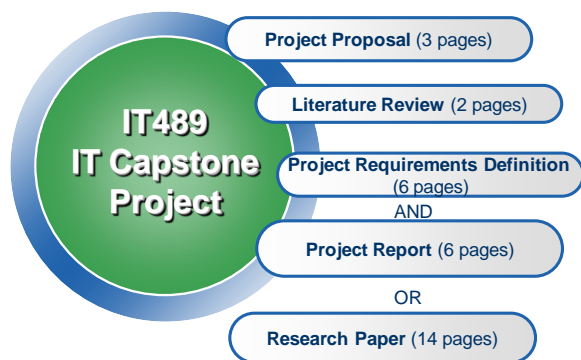 IT489
IT Capstone
Project
Project Proposal (3 pages)
Literature Review (2 pages)
Project Requirements Definition
(6 pages)
AND
Project Report (6 pages)
OR
Research Paper (14 pages)